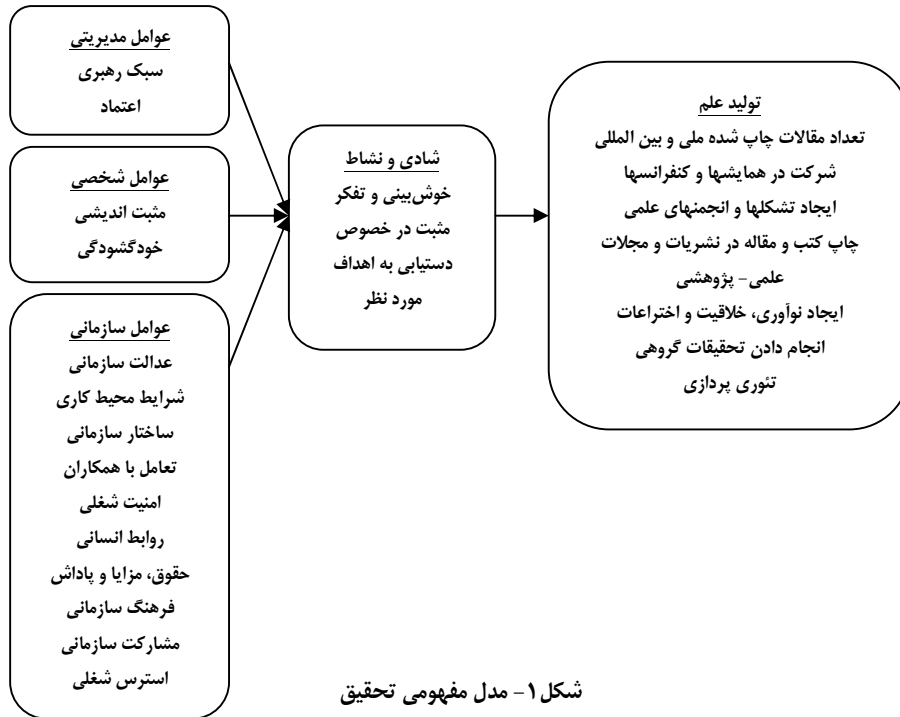 عوامل مدیریتی
سبک رهبری
اعتماد
عوامل شخصی
مثبت اندیشی
خودگشودگی
عوامل سازمانی
عدالت سازمانی
شرایط محیط کاری
ساختار سازمانی
تعامل با همکاران
امنیت شغلی
روابط انسانی
حقوق، مزایا و پاداش
فرهنگ سازمانی
مشارکت سازمانی
استرس شغلی
شادی و نشاط
خوش‌بینی و تفکر
مثبت در خصوص
دستیابی به اهداف
مورد نظر
تولید علم
تعداد مقالات چاپ شده ملی و بین المللی
شرکت در همایشها و کنفرانسها
ایجاد تشکلها و انجمنهای علمی
چاپ کتب و مقاله در نشریات و مجلات
علمی- پژوهشی
ایجاد نوآوری، خلاقیت و اختراعات
انجام دادن تحقیقات گروهی
تئوری پردازی
شکل۱- مدل مفهومی تحقیق